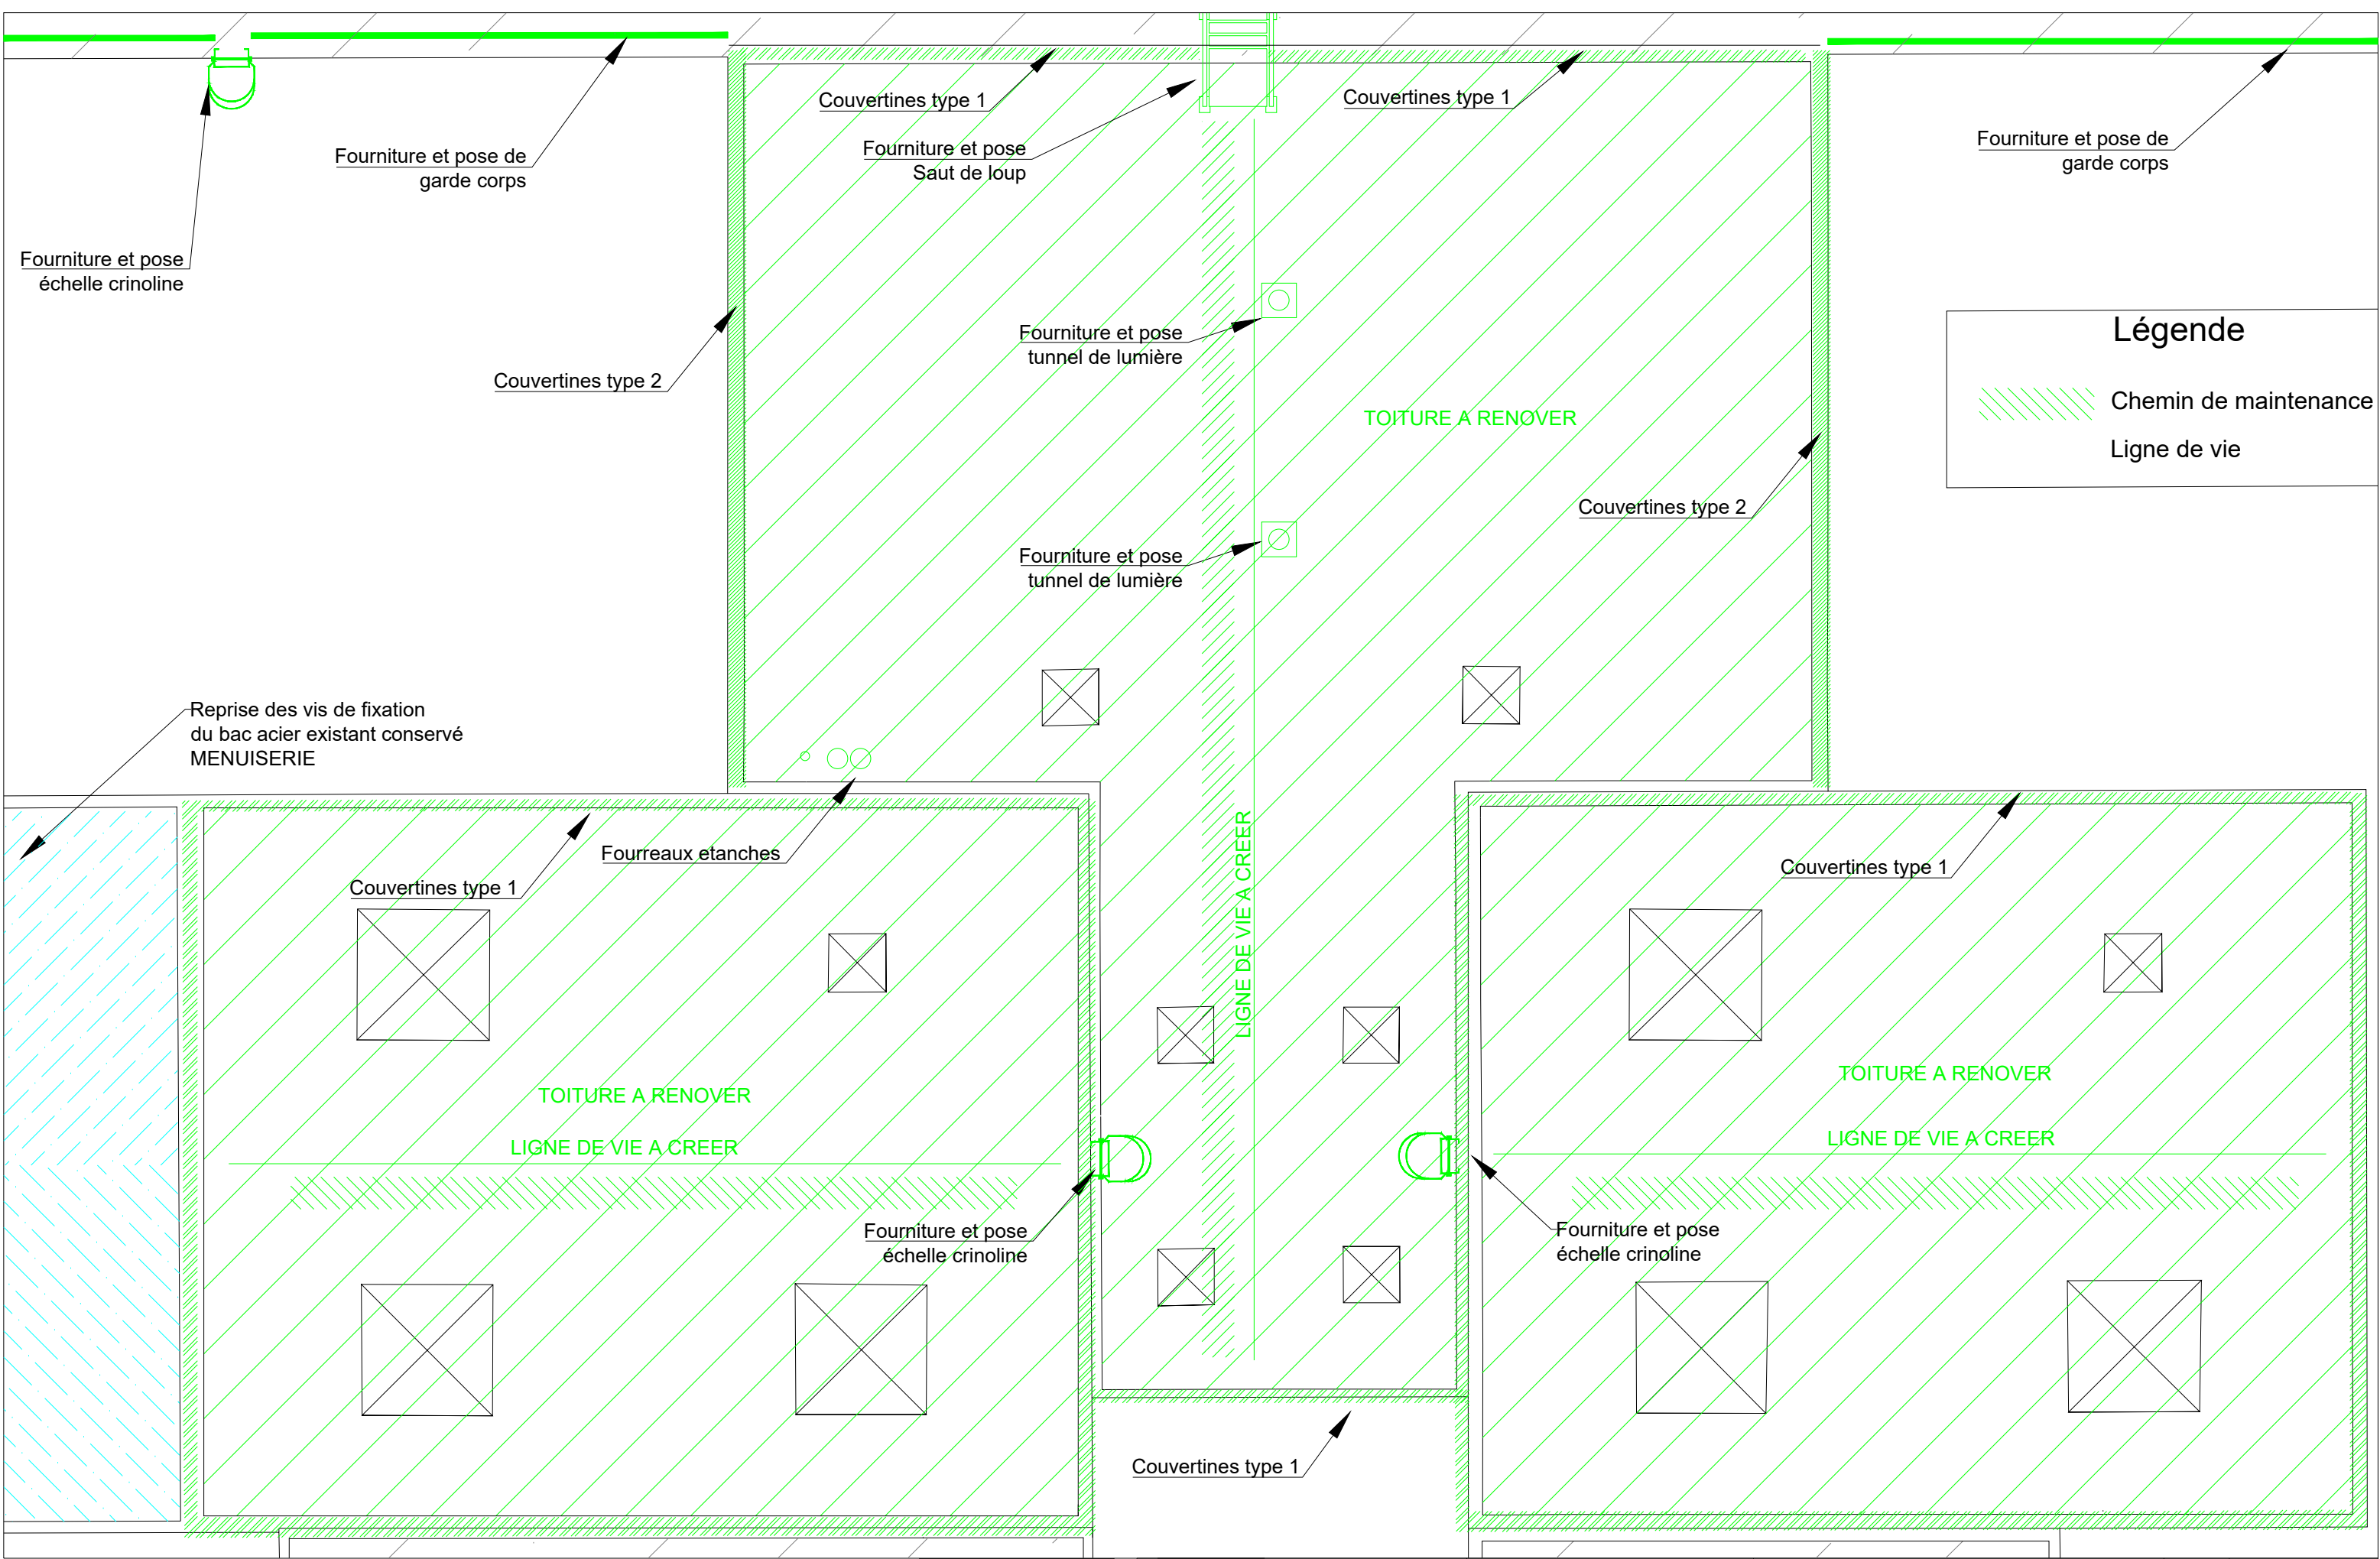 Couvertines type 1
Couvertines type 1
Fourniture et pose
Saut de loup
Fourniture et pose de
garde corps
Fourniture et pose de
garde corps
Fourniture et pose
échelle crinoline
Légende
Chemin de maintenance
Ligne de vie
Fourniture et pose
tunnel de lumière
Couvertines type 2
TOITURE A RENOVER
Couvertines type 2
Fourniture et pose
tunnel de lumière
Reprise des vis de fixation
du bac acier existant conservé
MENUISERIE
Fourreaux etanches
Couvertines type 1
Couvertines type 1
LIGNE DE VIE A CREER
TOITURE A RENOVER
LIGNE DE VIE A CREER
TOITURE A RENOVER
LIGNE DE VIE A CREER
Fourniture et pose
échelle crinoline
Fourniture et pose
échelle crinoline
Couvertines type 1